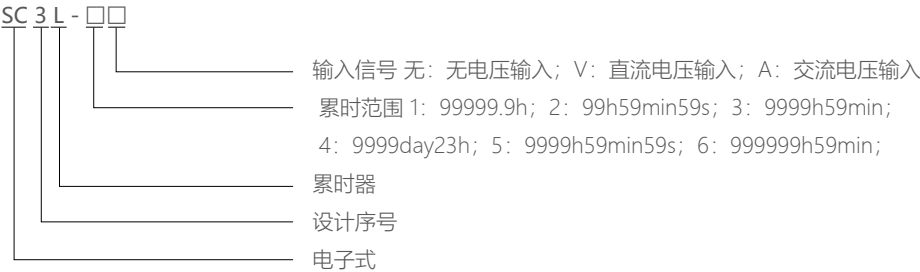 SC 3 L - □□
输入信号 无：无电压输入；V：直流电压输入；A：交流电压输入
累时范围 1：99999.9h；2：99h59min59s；3：9999h59min；
4：9999day23h；5：9999h59min59s；6：999999h59min；
累时器
设计序号
电子式